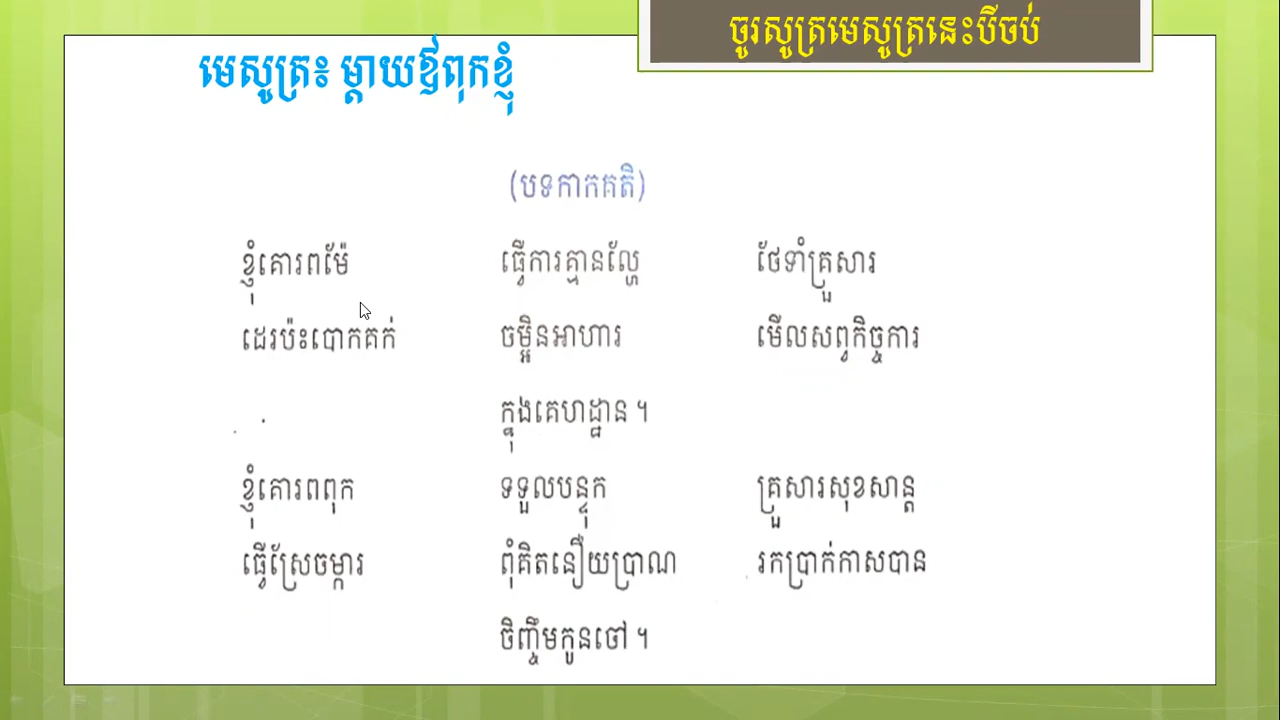 ចូរសូត្រមេសូត្រនេះបីចប់
មេសូត្រ៖ ម្តាយឪពុកខ្ញុំ
(បទកាកគតិ)
ខ្ញុំគោរពម៉ែ ធ្វើការគ្មានល្ហែ ថែទាំគ្រួសារ
ដេរប៉ះបោកគក់ ចម្អិនអាហារ មើលសព្វកិច្ចការ
ក្នុងគេហដ្ឋាន ។
ខ្ញុំគោរពពុក ទទួលបន្ទុក គ្រួសារសុខសាន្ត
ធ្វើស្រែចម្ការ ពុំគិតនឿយប្រាណ រកប្រាក់កាសបាន
ចិញ្ចឹមកូនចៅ ។